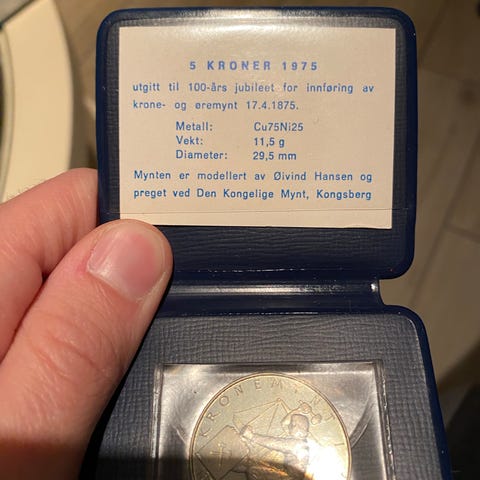 5 KRONER 1975
utgitt til 100-års jubileet for innføring av
krone- og øremynt 17.4.1875.
Metall: Cu75Ni25
Vekt: 11,5 g
Diameter: 29,5 mm
Mynten er modellert av Øivind Hansen og
preget ved Den Kongelige Mynt, Kongsberg